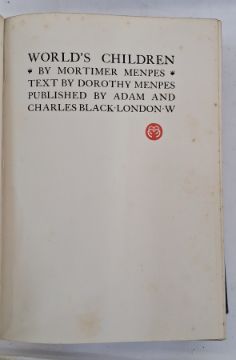 WORLD'S CHILDREN
BY MORTIMER MENPES
TEXT BY DOROTHY MENPES
PUBLISHED BY ADAM AND
CHARLES BLACK·LONDON·W